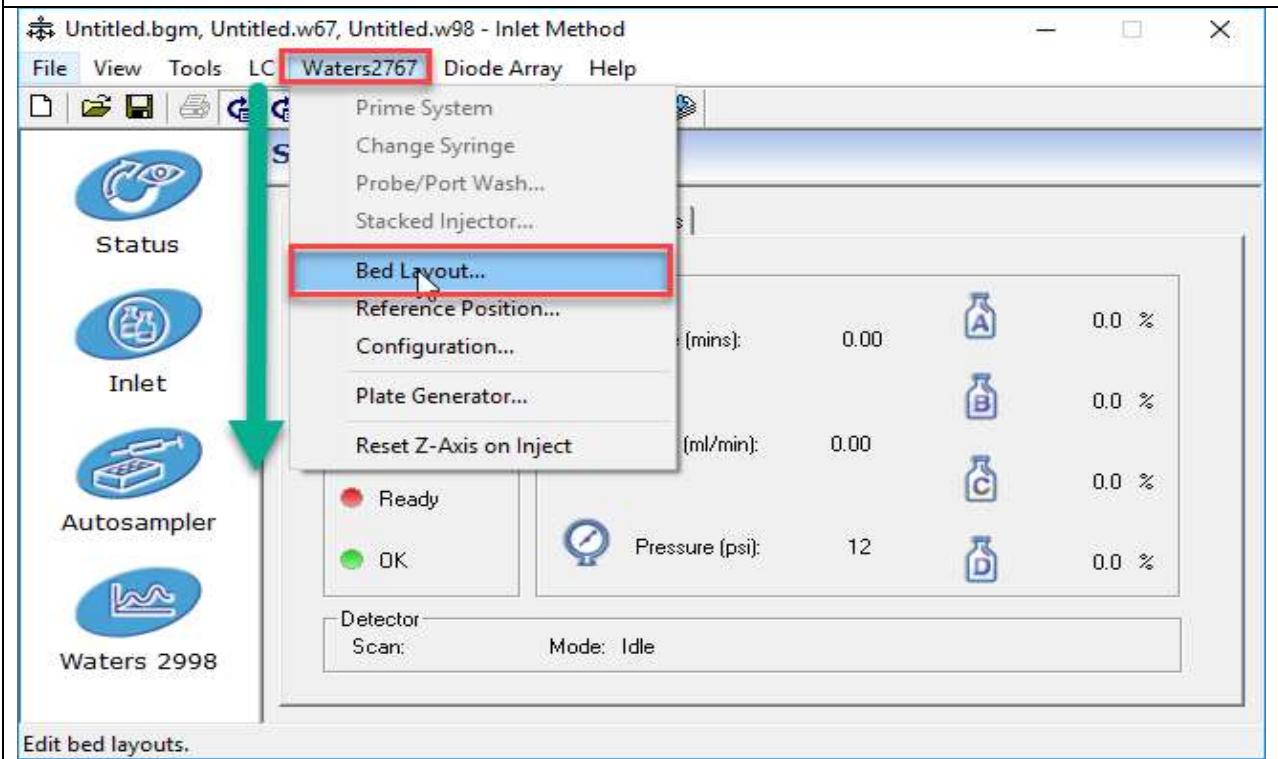 Untitled.bgm, Untitled.w67, Untitled.w98 - Inlet Method
File View Tools LC Waters2767 Diode Array Help
Prime System
Change Syringe
Probe/Port Wash...
Stacked Injector...
Bed Layout...
Reference Position...
Configuration...
Plate Generator...
Reset Z-Axis on Inject
S
s
Status
Inlet
Autosampler
Waters 2998
(mins): 0.00
(ml/min): 0.00
Pressure (psi): 12
A 0.0 %
B 0.0 %
C 0.0 %
D 0.0 %
Ready
OK
Detector
Scan: Mode: Idle
Edit bed layouts.